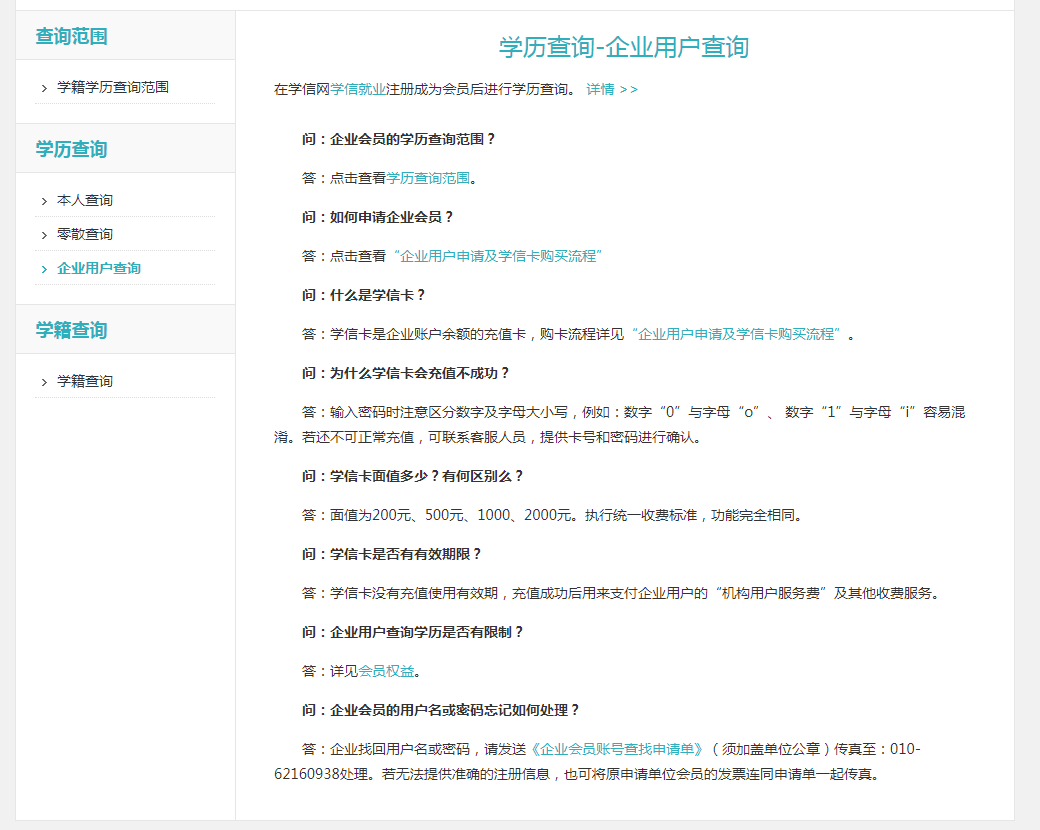 查询范围
学籍学历查询范围
学历查询
本人查询
零散查询
企业用户查询
学籍查询
学籍查询
学历查询-企业用户查询
在学信网学信就业注册成为会员后进行学历查询。 详情 >>
问：企业会员的学历查询范围？
答：点击查看学历查询范围。
问：如何申请企业会员？
答：点击查看“企业用户申请及学信卡购买流程”
问：什么是学信卡？
答：学信卡是企业账户余额的充值卡，购卡流程详见“企业用户申请及学信卡购买流程”。
问：为什么学信卡会充值不成功？
答：输入密码时注意区分数字及字母大小写，例如：数字“0”与字母“o”、 数字“1”与字母“i”容易混
淆。若还不可正常充值，可联系客服人员，提供卡号和密码进行确认。
问：学信卡面值多少？有何区别么？
答：面值为200元、500元、1000、2000元。执行统一收费标准，功能完全相同。
问：学信卡是否有有效期限？
答：学信卡没有充值使用有效期，充值成功后用来支付企业用户的“机构用户服务费”及其他收费服务。
问：企业用户查询学历是否有限制？
答：详见会员权益。
问：企业会员的用户名或密码忘记如何处理？
答：企业找回用户名或密码，请发送《企业会员账号查找申请单》（须加盖单位公章）传真至：010-
62160938处理。若无法提供准确的注册信息，也可将原申请单位会员的发票连同申请单一起传真。